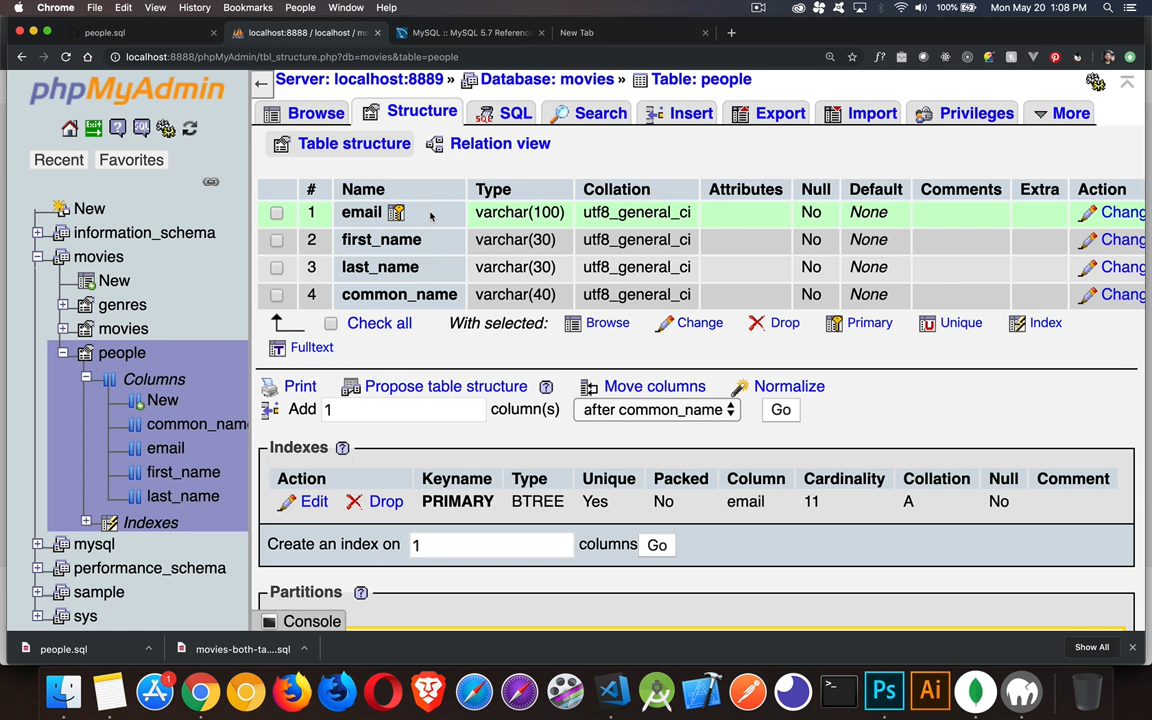 Chrome File Edit View History Bookmarks People Window Help 100% Mon May 20 1:08 PM
people.sql × localhost:8888 / localhost / mo × MySQL :: MySQL 5.7 Referenc × New Tab × +
localhost:8888/phpMyAdmin/tbl_structure.php?db=movies&table=people
phpMyAdmin
Recent Favorites
New
information_schema
movies
New
genres
movies
people
Columns
New
common_nam
email
first_name
last_name
Indexes
mysql
performance_schema
sample
sys
Server: localhost:8889 » Database: movies » Table: people
Browse Structure SQL Search Insert Export Import Privileges More
Table structure Relation view
# Name Type Collation Attributes Null Default Comments Extra Action
1 email varchar(100) utf8_general_ci No None Chang
2 first_name varchar(30) utf8_general_ci No None Chang
3 last_name varchar(30) utf8_general_ci No None Chang
4 common_name varchar(40) utf8_general_ci No None Chang
Check all With selected: Browse Change Drop Primary Unique Index
Fulltext
Print Propose table structure Move columns Normalize
Add 1 column(s) after common_name Go
Indexes
Action Keyname Type Unique Packed Column Cardinality Collation Null Comment
Edit Drop PRIMARY BTREE Yes No email 11 A No
Create an index on 1 columns Go
Partitions
Console
people.sql movies-both-ta....sql Show All
1 Ps Ai